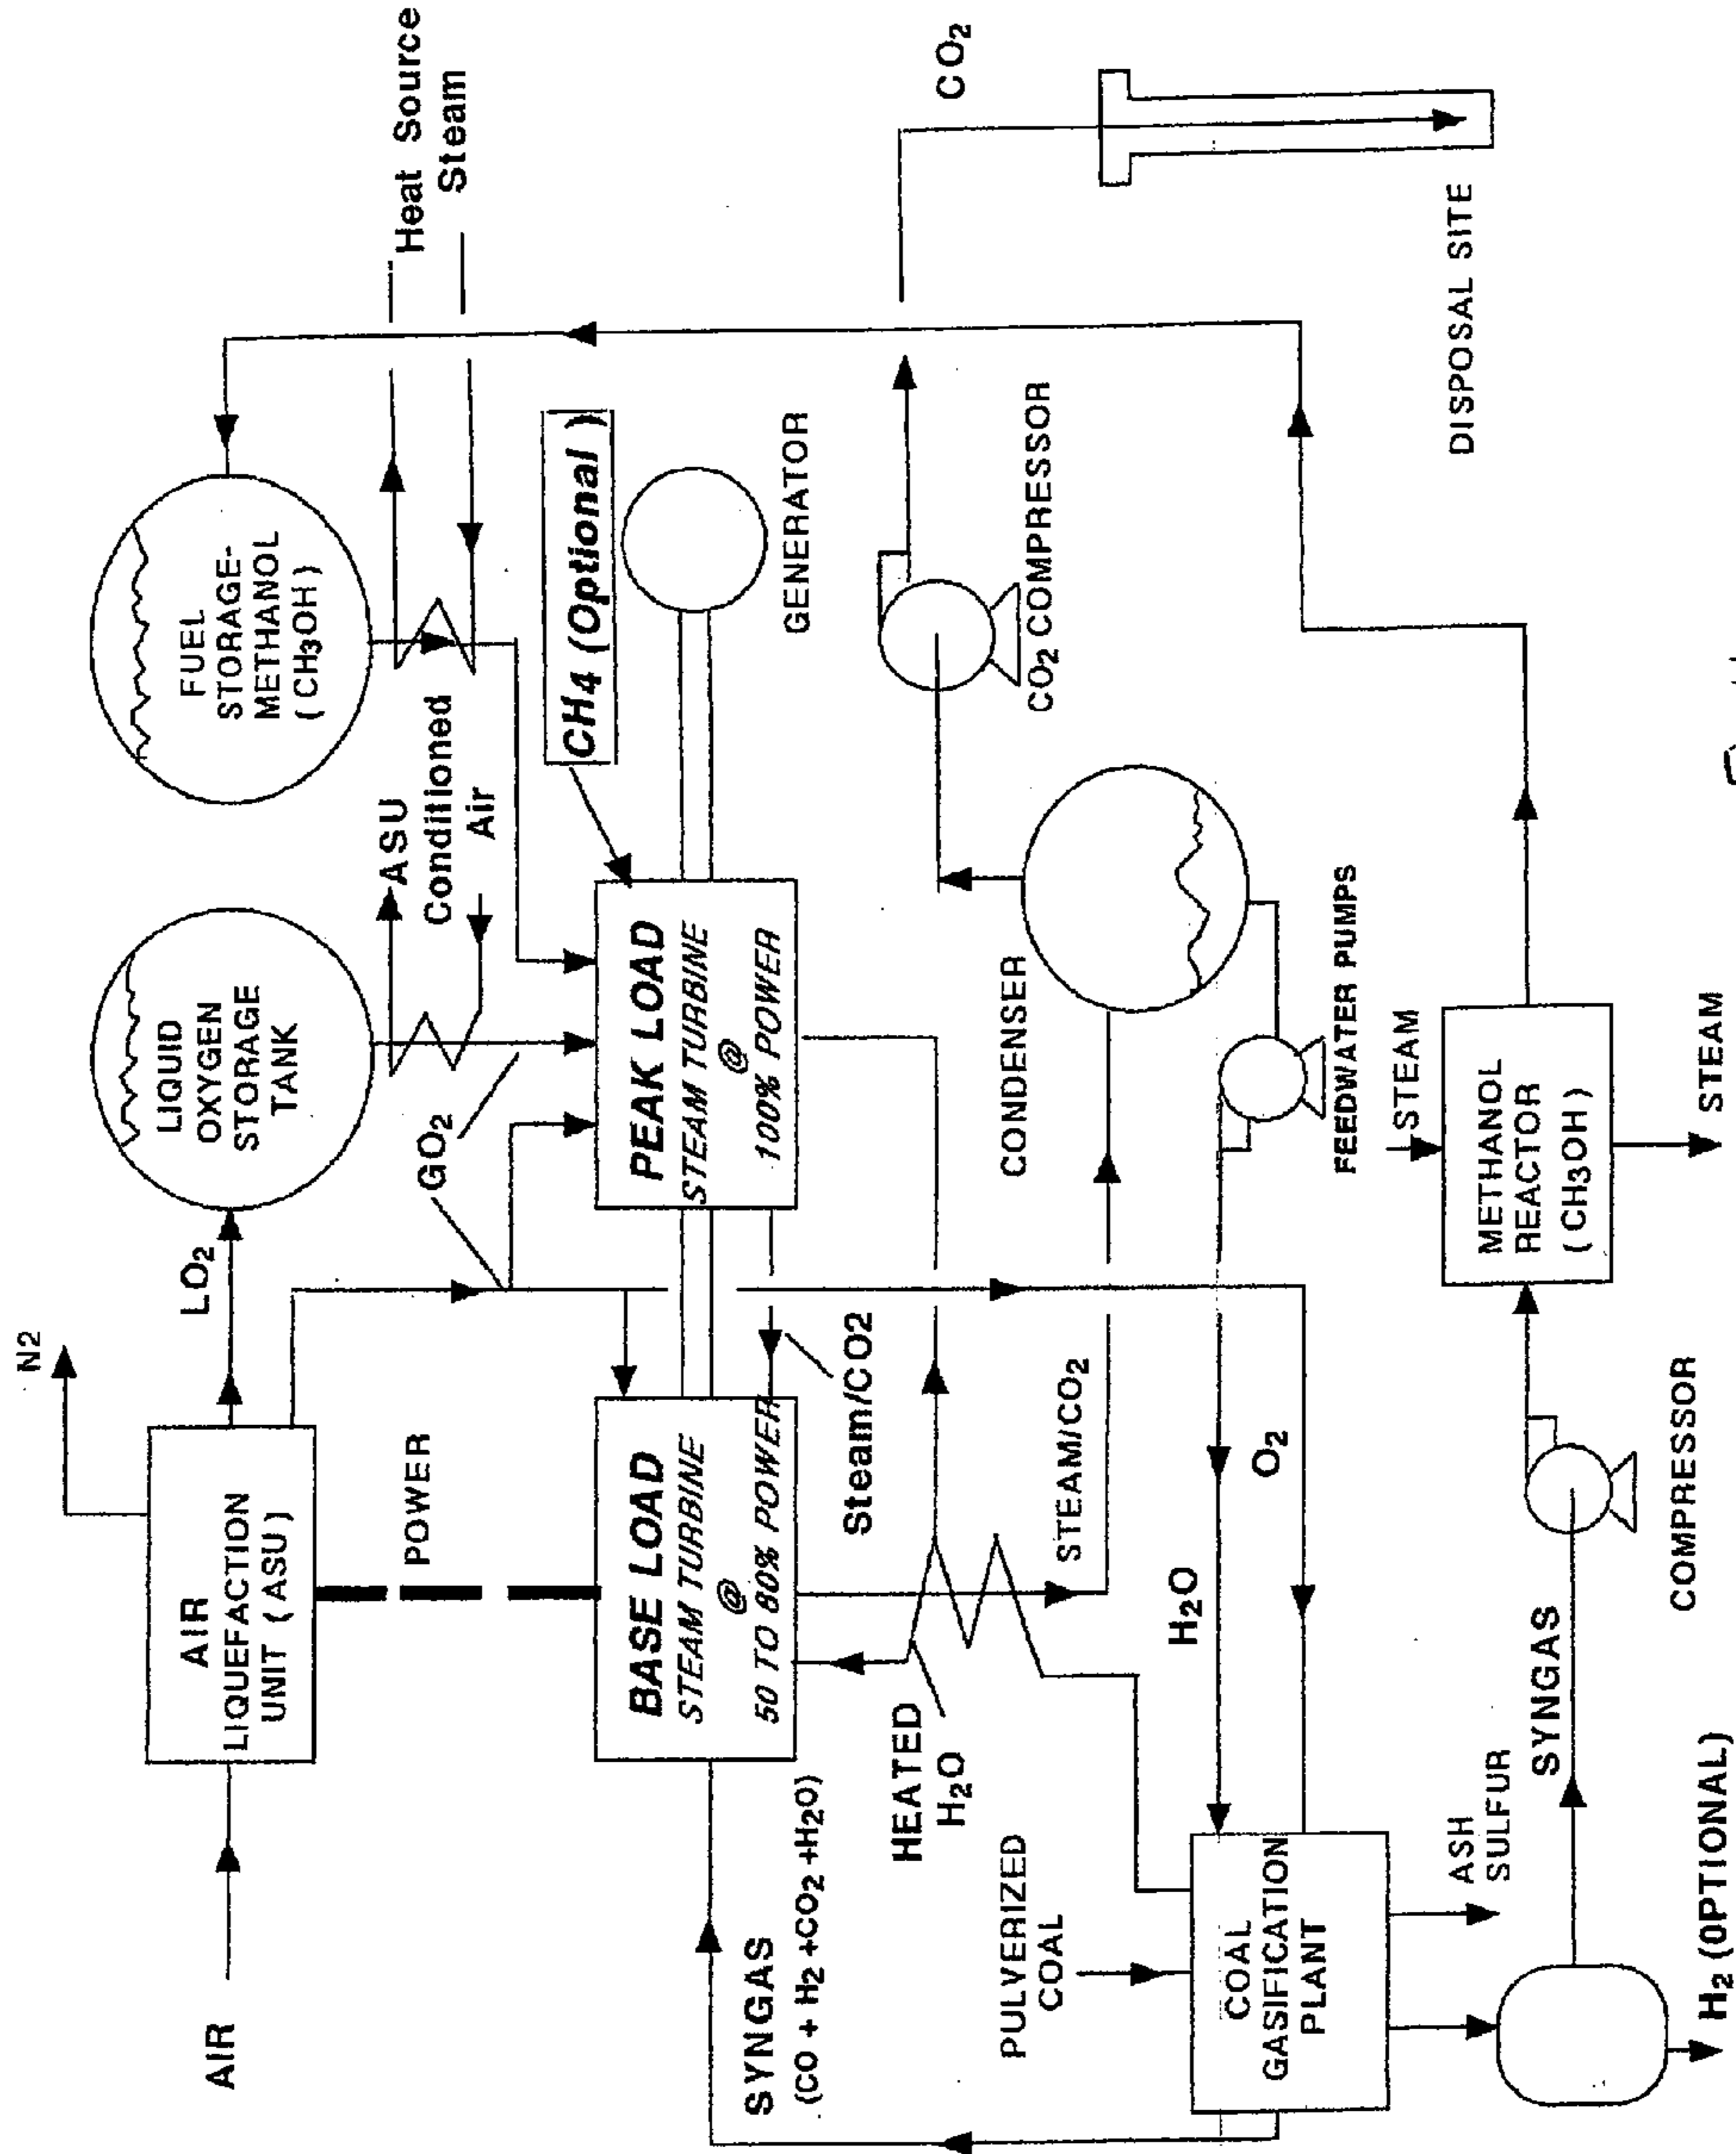 N2
AIR
AIR
LIQUEFACTION
UNIT (ASU)
LO₂
LIQUID
OXYGEN
STORAGE
TANK
FUEL
STORAGE-
METHANOL
(CH₃OH)
Heat Source
Steam
POWER
GO₂
ASU
Conditioned
Air
CH4 (Optional)
BASE LOAD
STEAM TURBINE
@
50 TO 80% POWER
PEAK LOAD
STEAM TURBINE
@
100% POWER
GENERATOR
SYNGAS
(CO + H₂ +CO₂ +H₂O)
Steam/CO2
HEATED
H₂O
STEAM/CO₂
CONDENSER
CO₂ COMPRESSOR
CO₂
PULVERIZED
COAL
H₂O
O₂
FEEDWATER PUMPS
COAL
GASIFICATION
PLANT
STEAM
DISPOSAL SITE
ASH
SULFUR
SYNGAS
COMPRESSOR
METHANOL
REACTOR
(CH₃OH)
STEAM
H₂ (OPTIONAL)